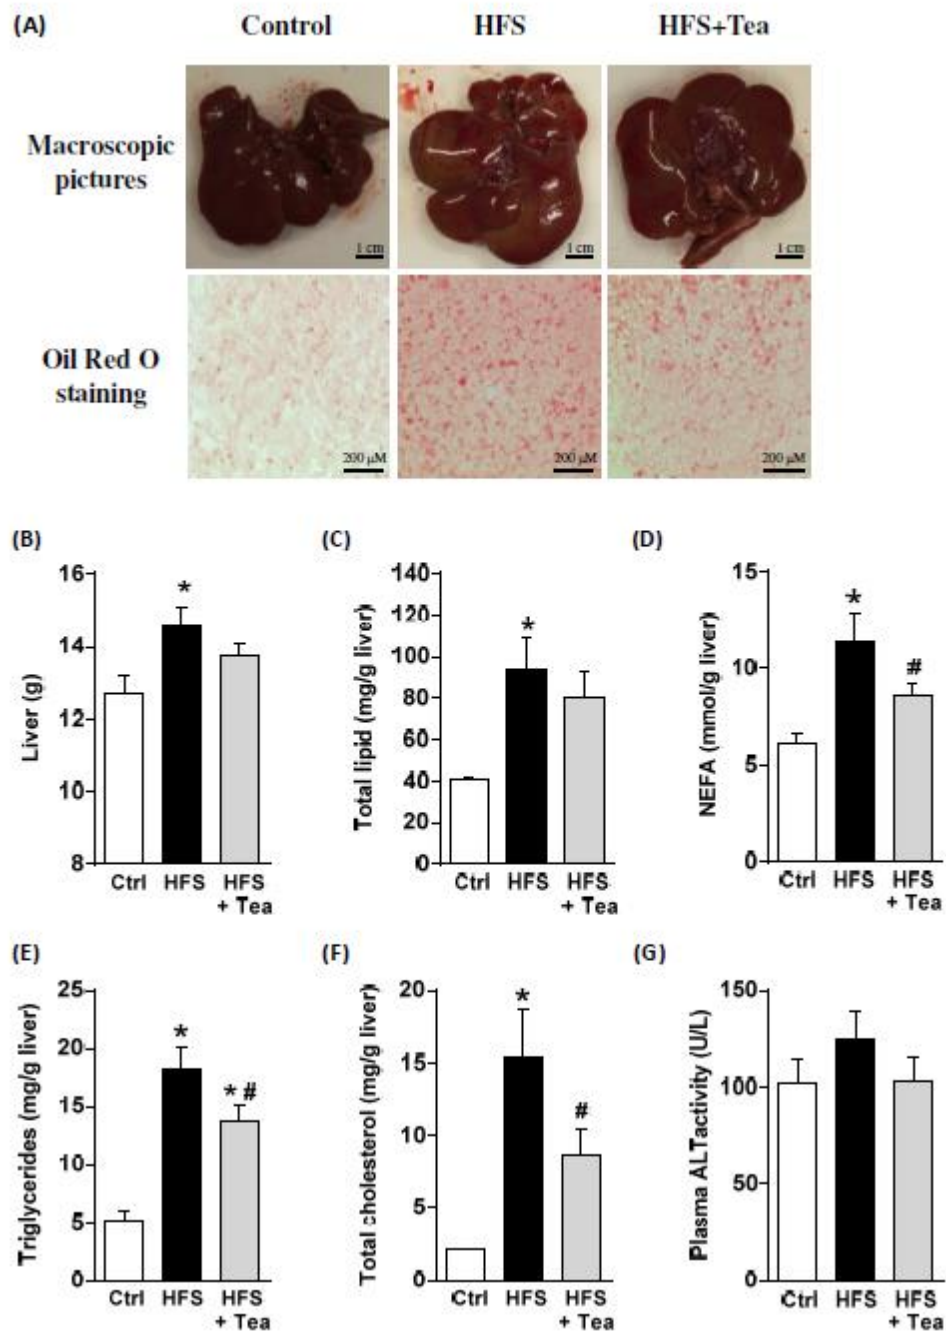 (A)
Control HFS HFS+Tea
Macroscopic
pictures
1 cm 1 cm 1 cm
Oil Red O
staining
200 µM 200 µM 200 µM
(B) (C) (D)
Liver (g)
16
14
12
10
8
Ctrl HFS HFS
+ Tea
*
Total lipid (mg/g liver)
140
120
100
80
60
40
20
0
Ctrl HFS HFS
+ Tea
*
NEFA (mmol/g liver)
15
10
5
0
Ctrl HFS HFS
+ Tea
*
#
(E) (F) (G)
Triglycerides (mg/g liver)
25
20
15
10
5
0
Ctrl HFS HFS
+ Tea
*
* #
Total cholesterol (mg/g liver)
20
15
10
5
0
Ctrl HFS HFS
+ Tea
*
#
Plasma ALTactivity (U/L)
150
100
50
0
Ctrl HFS HFS
+ Tea